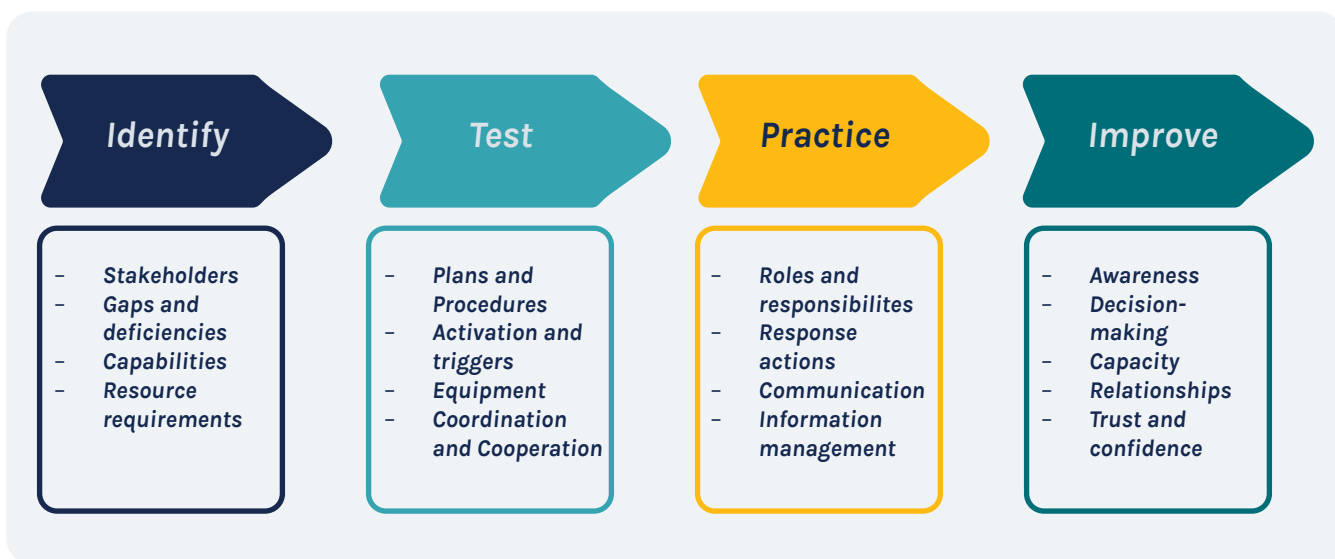 Identify
Test
Practice
Improve
– Stakeholders
– Gaps and
deficiencies
– Capabilities
– Resource
requirements
– Plans and
Procedures
– Activation and
triggers
– Equipment
– Coordination
and Cooperation
– Roles and
responsibilites
– Response
actions
– Communication
– Information
management
– Awareness
– Decision-
making
– Capacity
– Relationships
– Trust and
confidence